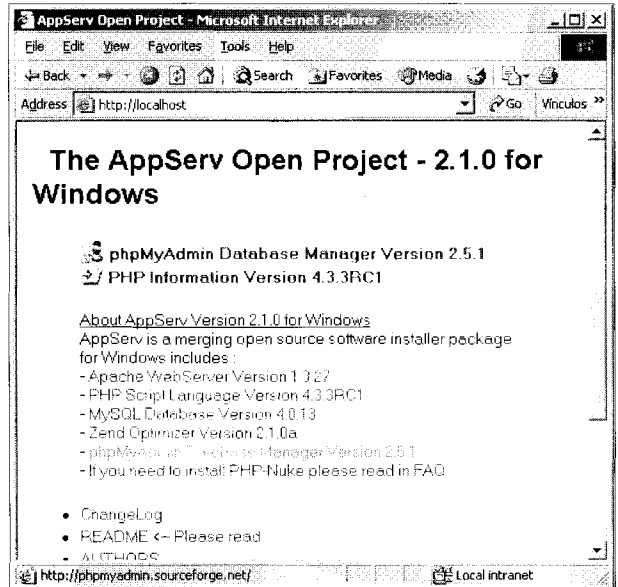 AppServ Open Project - Microsoft Internet Explorer
File Edit View Favorites Tools Help
Back Search Favorites Media
Address http://localhost Go Vínculos »
The AppServ Open Project - 2.1.0 for
Windows
phpMyAdmin Database Manager Version 2.5.1
PHP Information Version 4.3.3RC1
About AppServ Version 2.1.0 for Windows
AppServ is a merging open source software installer package
for Windows includes :
- Apache WebServer Version 1.3.27
- PHP Script Language Version 4.3.3RC1
- MySQL Database Version 4.0.13
- Zend Optimizer Version 2.1.0a
- phpMyAdmin Database Manager Version 2.5.1
- If you need to install PHP-Nuke please read in FAQ
• ChangeLog
• README <-- Please read
• AUTHORS
http://phpmyadmin.sourceforge.net/ Local intranet